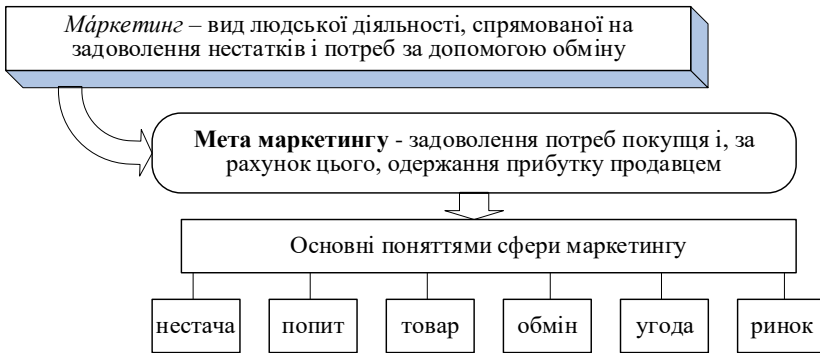 Ма́ркетинг – вид людської діяльності, спрямованої на
задоволення нестатків і потреб за допомогою обміну
Мета маркетингу - задоволення потреб покупця і, за
рахунок цього, одержання прибутку продавцем
Основні поняттями сфери маркетингу
нестача
попит
товар
обмін
угода
ринок